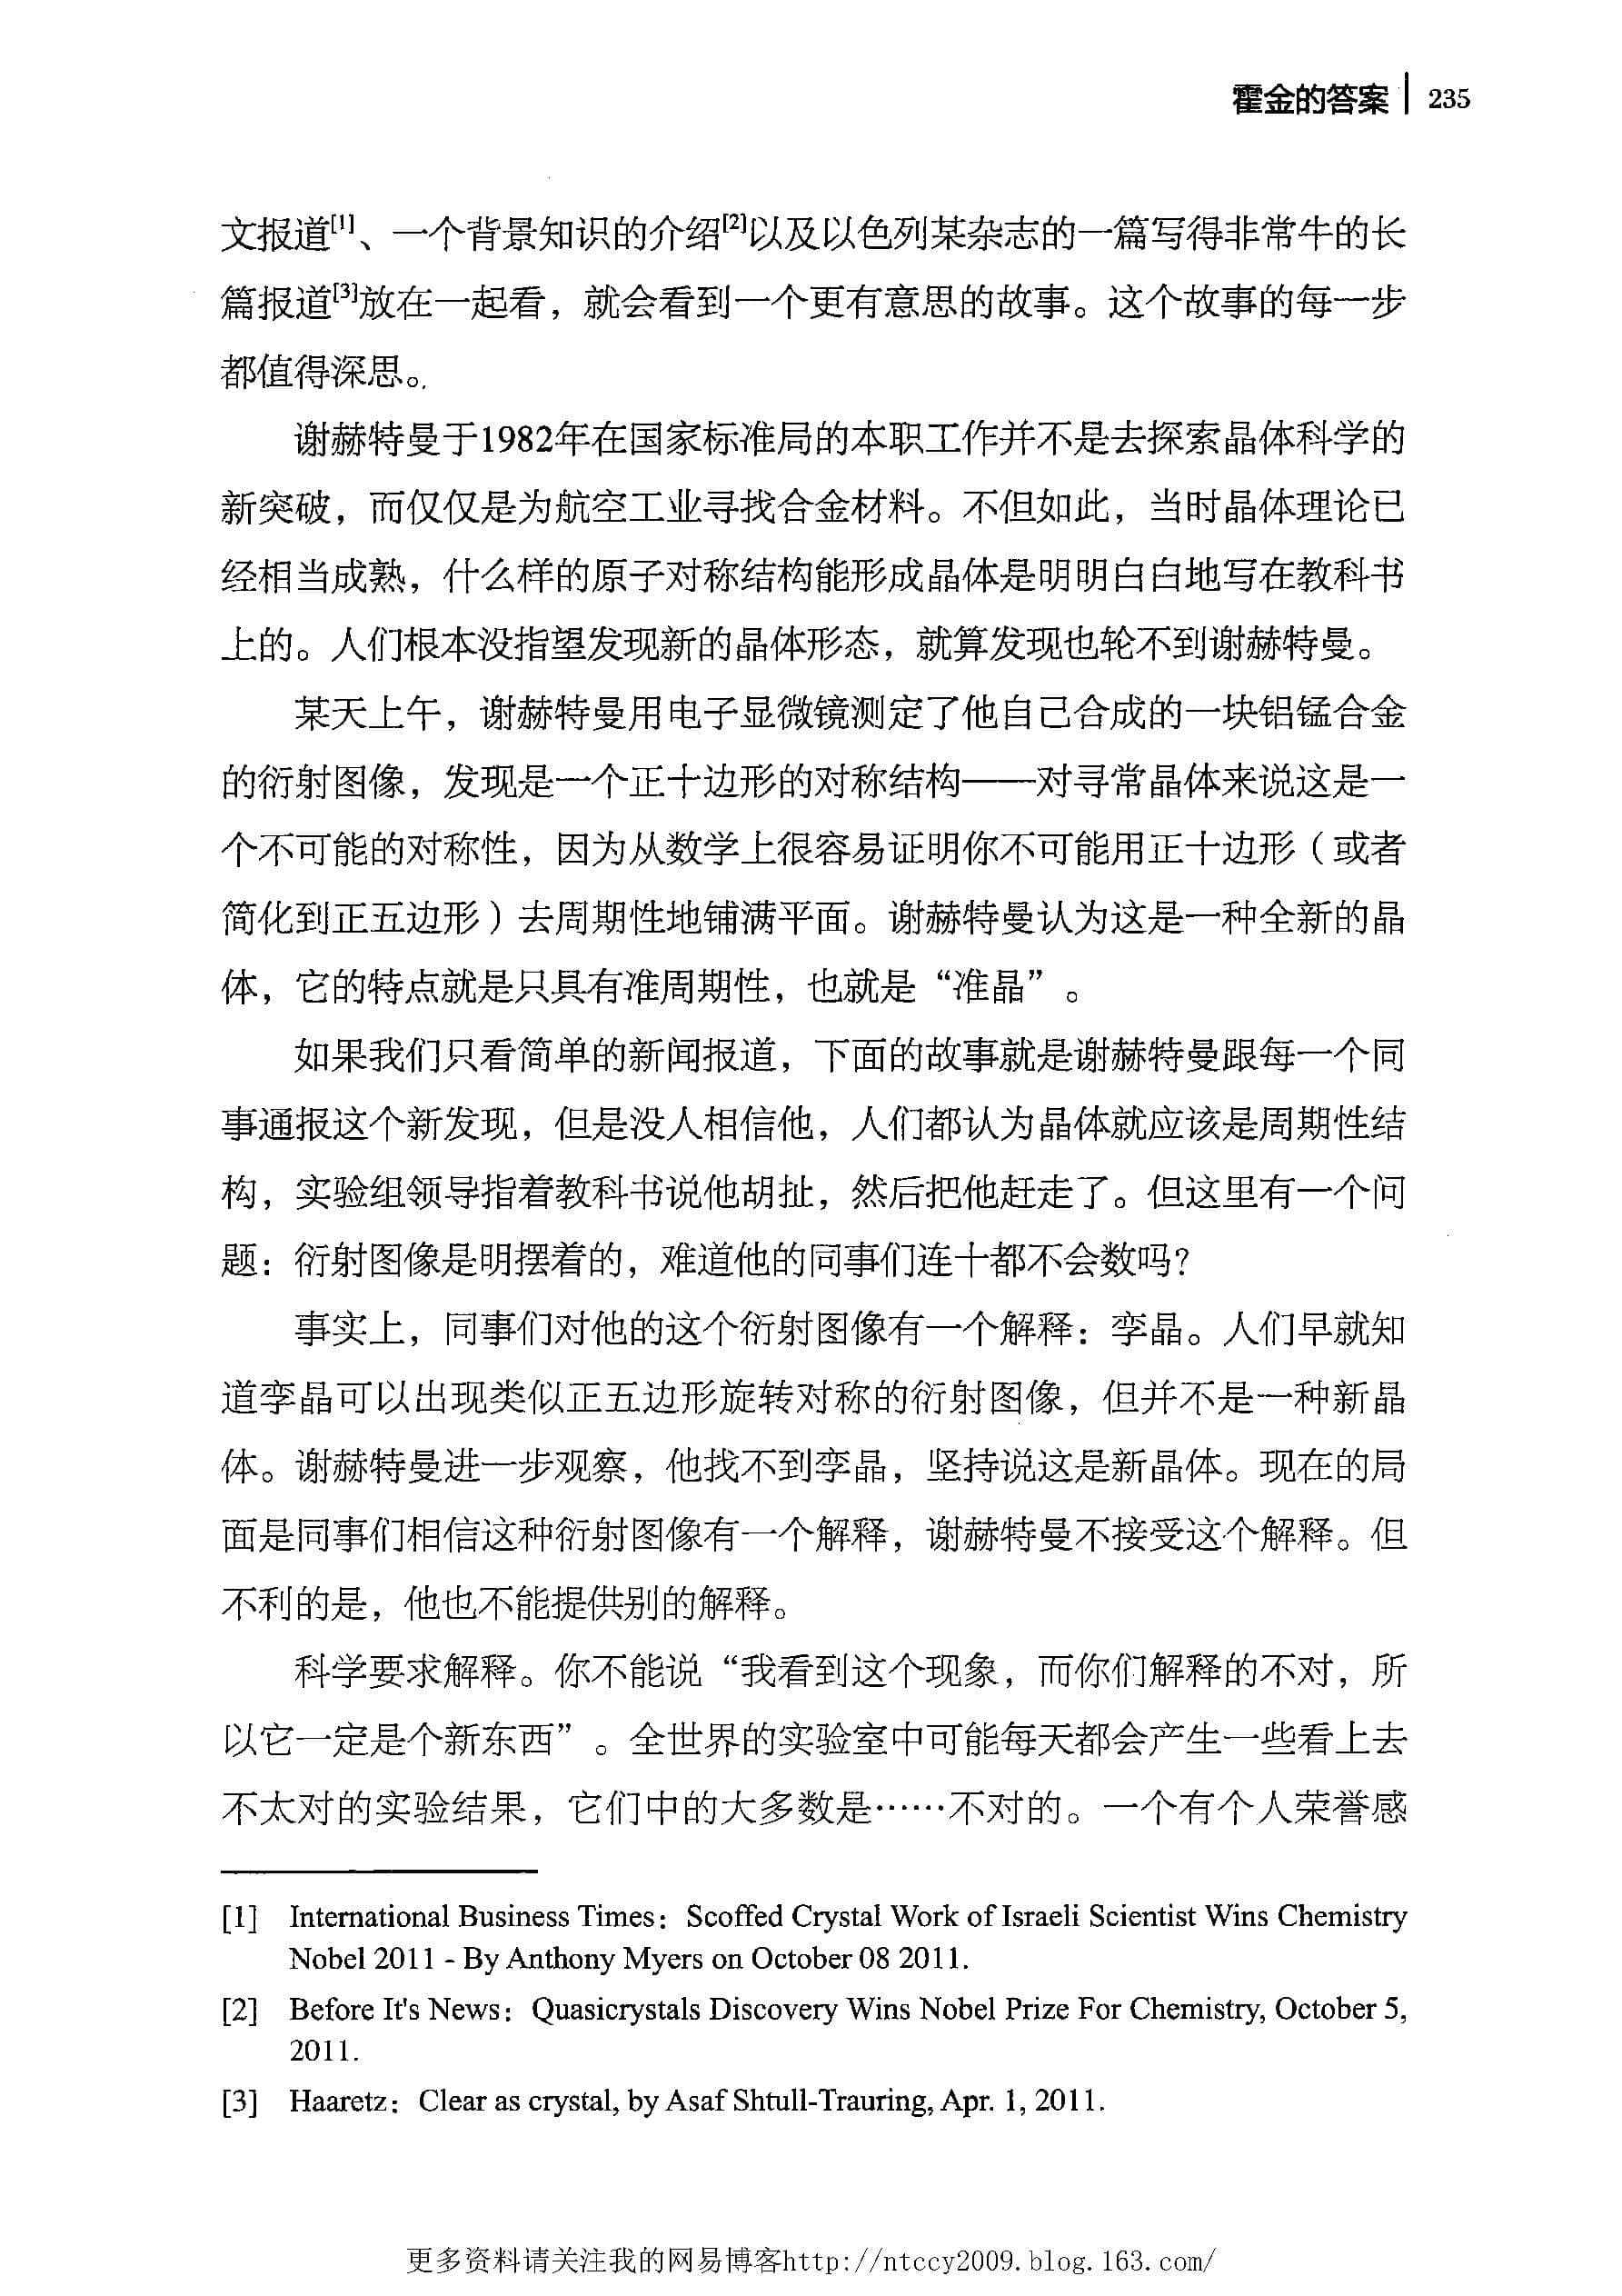 霍金的答案 235
文报道[1]、一个背景知识的介绍[2]以及以色列某杂志的一篇写得非常牛的长
篇报道[3]放在一起看，就会看到一个更有意思的故事。这个故事的每一步
都值得深思。
谢赫特曼于1982年在国家标准局的本职工作并不是去探索晶体科学的
新突破，而仅仅是为航空工业寻找合金材料。不但如此，当时晶体理论已
经相当成熟，什么样的原子对称结构能形成晶体是明明白白地写在教科书
上的。人们根本没指望发现新的晶体形态，就算发现也轮不到谢赫特曼。
某天上午，谢赫特曼用电子显微镜测定了他自己合成的一块铝锰合金
的衍射图像，发现是一个正十边形的对称结构——对寻常晶体来说这是一
个不可能的对称性，因为从数学上很容易证明你不可能用正十边形（或者
简化到正五边形）去周期性地铺满平面。谢赫特曼认为这是一种全新的晶
体，它的特点就是只具有准周期性，也就是“准晶”。
如果我们只看简单的新闻报道，下面的故事就是谢赫特曼跟每一个同
事通报这个新发现，但是没人相信他，人们都认为晶体就应该是周期性结
构，实验组领导指着教科书说他胡扯，然后把他赶走了。但这里有一个问
题：衍射图像是明摆着的，难道他的同事们连十都不会数吗？
事实上，同事们对他的这个衍射图像有一个解释：孪晶。人们早就知
道孪晶可以出现类似正五边形旋转对称的衍射图像，但并不是一种新晶
体。谢赫特曼进一步观察，他找不到孪晶，坚持说这是新晶体。现在的局
面是同事们相信这种衍射图像有一个解释，谢赫特曼不接受这个解释。但
不利的是，他也不能提供别的解释。
科学要求解释。你不能说“我看到这个现象，而你们解释的不对，所
以它一定是个新东西”。全世界的实验室中可能每天都会产生一些看上去
不太对的实验结果，它们中的大多数是……不对的。一个有个人荣誉感
[1] International Business Times：Scoffed Crystal Work of Israeli Scientist Wins Chemistry
Nobel 2011 - By Anthony Myers on October 08 2011.
[2] Before It's News：Quasicrystals Discovery Wins Nobel Prize For Chemistry, October 5,
2011.
[3] Haaretz：Clear as crystal, by Asaf Shtull-Trauring, Apr. 1, 2011.
更多资料请关注我的网易博客http://ntccy2009.blog.163.com/